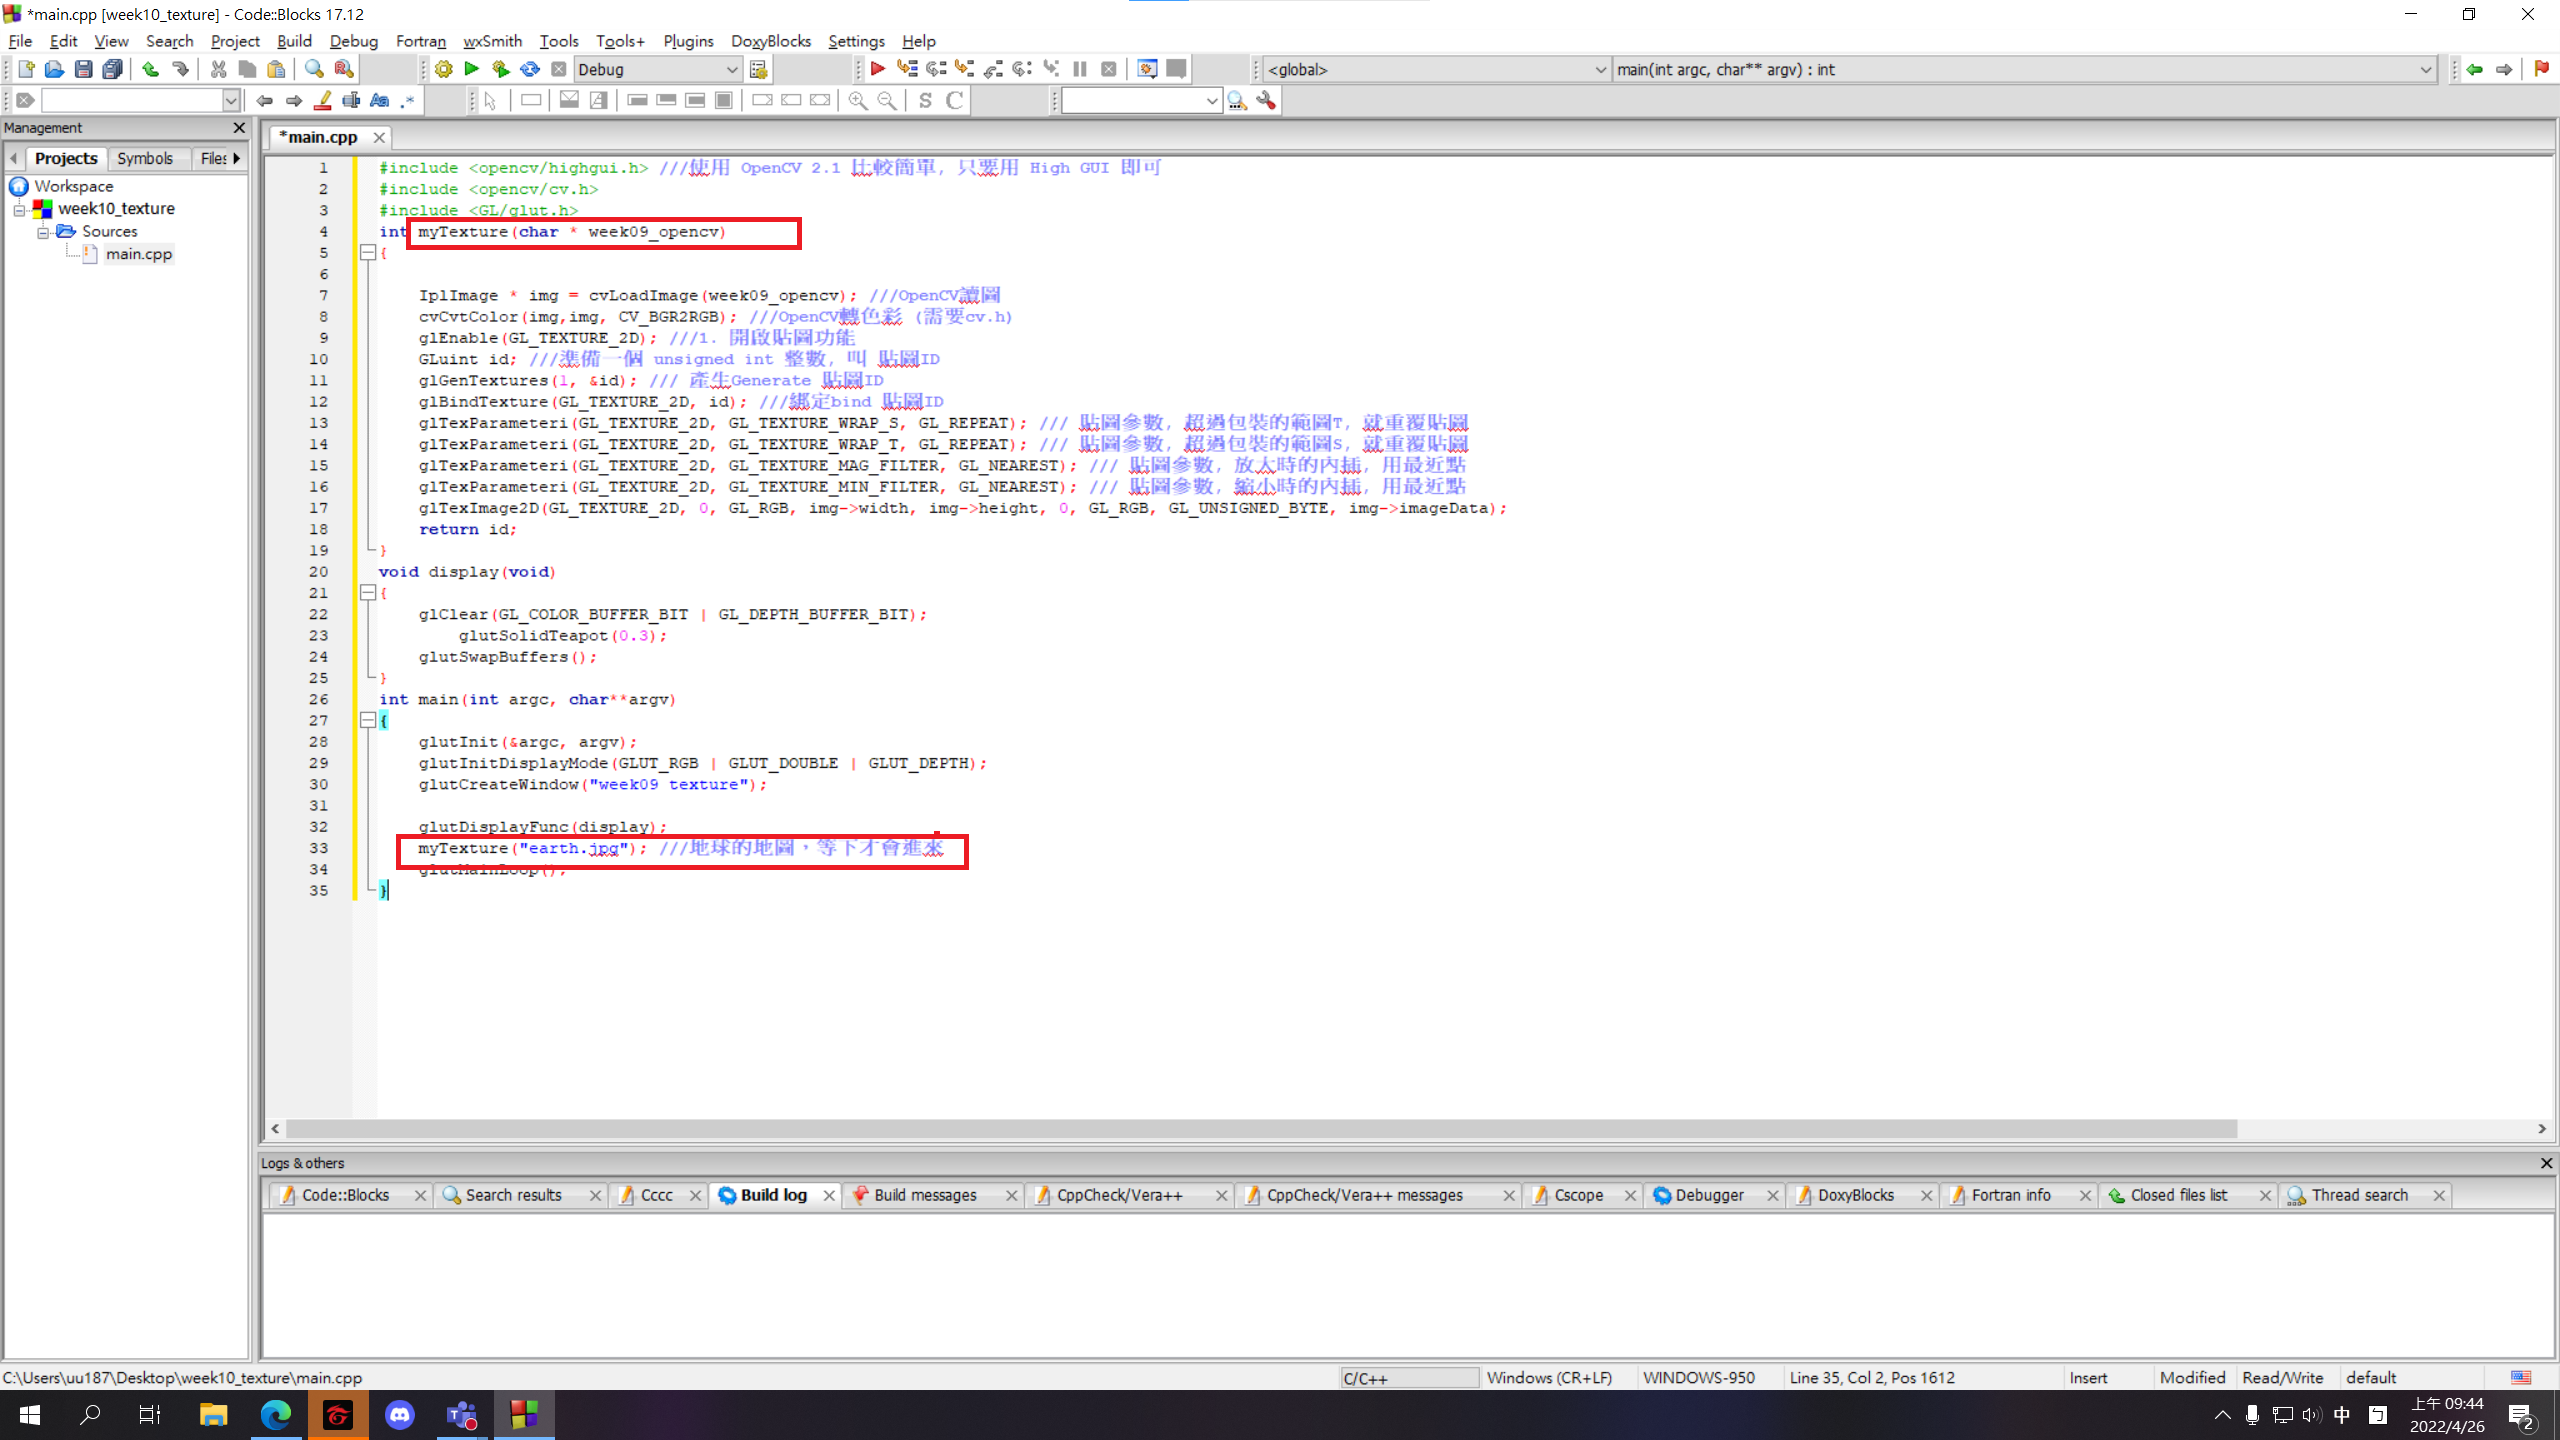 *main.cpp [week10_texture] - Code::Blocks 17.12
File Edit View Search Project Build Debug Fortran wxSmith Tools Tools+ Plugins DoxyBlocks Settings Help
Debug
<global>
main(int argc, char** argv) : int
S C
Management
Projects Symbols Files
Workspace
week10_texture
Sources
main.cpp
*main.cpp
1 #include <opencv/highgui.h> ///使用 OpenCV 2.1 比較簡單, 只要用 High GUI 即可
2 #include <opencv/cv.h>
3 #include <GL/glut.h>
4 int myTexture(char * week09_opencv)
5 {
6
7 IplImage * img = cvLoadImage(week09_opencv); ///OpenCV讀圖
8 cvCvtColor(img,img, CV_BGR2RGB); ///OpenCV轉色彩 (需要cv.h)
9 glEnable(GL_TEXTURE_2D); ///1. 開啟貼圖功能
10 GLuint id; ///準備一個 unsigned int 整數, 叫 貼圖ID
11 glGenTextures(1, &id); /// 產生Generate 貼圖ID
12 glBindTexture(GL_TEXTURE_2D, id); ///綁定bind 貼圖ID
13 glTexParameteri(GL_TEXTURE_2D, GL_TEXTURE_WRAP_S, GL_REPEAT); /// 貼圖參數, 超過包裝的範圖T, 就重覆貼圖
14 glTexParameteri(GL_TEXTURE_2D, GL_TEXTURE_WRAP_T, GL_REPEAT); /// 貼圖參數, 超過包裝的範圖S, 就重覆貼圖
15 glTexParameteri(GL_TEXTURE_2D, GL_TEXTURE_MAG_FILTER, GL_NEAREST); /// 貼圖參數, 放大時的內插, 用最近點
16 glTexParameteri(GL_TEXTURE_2D, GL_TEXTURE_MIN_FILTER, GL_NEAREST); /// 貼圖參數, 縮小時的內插, 用最近點
17 glTexImage2D(GL_TEXTURE_2D, 0, GL_RGB, img->width, img->height, 0, GL_RGB, GL_UNSIGNED_BYTE, img->imageData);
18 return id;
19 }
20 void display(void)
21 {
22 glClear(GL_COLOR_BUFFER_BIT | GL_DEPTH_BUFFER_BIT);
23 glutSolidTeapot(0.3);
24 glutSwapBuffers();
25 }
26 int main(int argc, char**argv)
27 {
28 glutInit(&argc, argv);
29 glutInitDisplayMode(GLUT_RGB | GLUT_DOUBLE | GLUT_DEPTH);
30 glutCreateWindow("week09 texture");
31
32 glutDisplayFunc(display);
33 myTexture("earth.jpg"); ///地球的地圖，等下才會進來
34 glutMainLoop();
35 }
Logs & others
Code::Blocks Search results Cccc Build log Build messages CppCheck/Vera++ CppCheck/Vera++ messages Cscope Debugger DoxyBlocks Fortran info Closed files list Thread search
C:\Users\uu187\Desktop\week10_texture\main.cpp C/C++ Windows (CR+LF) WINDOWS-950 Line 35, Col 2, Pos 1612 Insert Modified Read/Write default
中 上午 09:44
2022/4/26
2